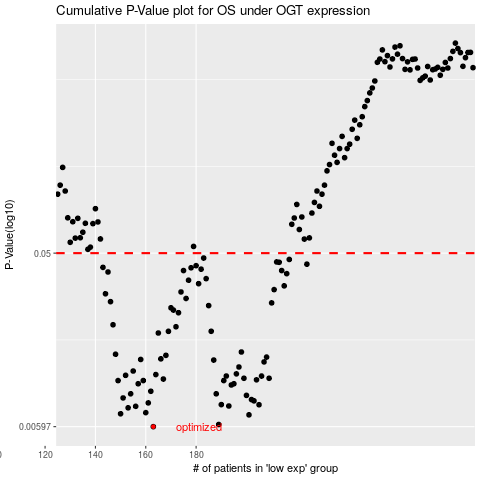 Cumulative P-Value plot for OS under OGT expression
P-Value(log10)
0.05
0.00597
optimized
0 120 140 160 180
# of patients in 'low exp' group